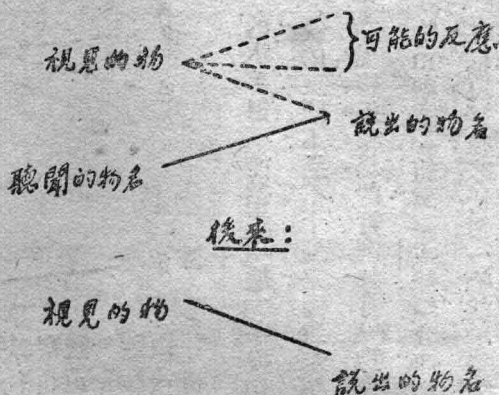 可能的反應
視見的物
說出的物名
聽聞的物名
後來：
視見的物
說出的物名